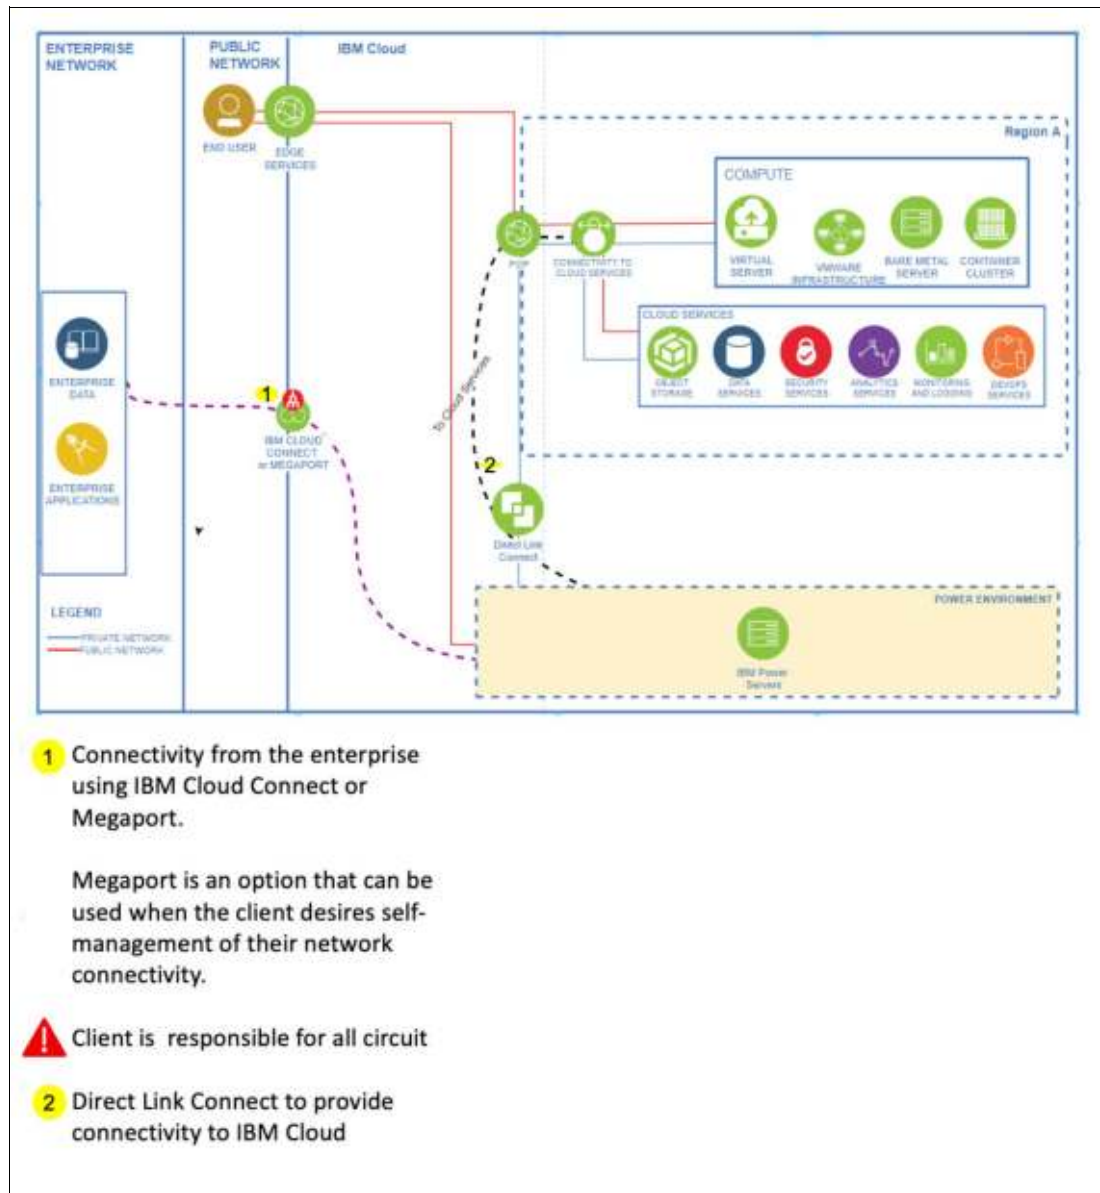 ENTERPRISE
NETWORK
PUBLIC
NETWORK
IBM Cloud
END USER
EDGE
SERVICES
Region A
COMPUTE
VIRTUAL
SERVER
VMWARE
INFRASTRUCTURE
BARE METAL
SERVER
CONTAINER
CLUSTER
POP
CONNECTIVITY TO
CLOUD SERVICES
CLOUD SERVICES
OBJECT
STORAGE
DATA
SERVICES
SECURITY
SERVICES
ANALYTICS
SERVICES
MONITORING
AND LOGGING
DEVOPS
SERVICES
ENTERPRISE
DATA
ENTERPRISE
APPLICATIONS
1
IBM CLOUD
CONNECT
or MEGAPORT
To Cloud Services
2
Direct Link
Connect
LEGEND
PRIVATE NETWORK
PUBLIC NETWORK
POWER ENVIRONMENT
IBM Power
Servers
1 Connectivity from the enterprise
using IBM Cloud Connect or
Megaport.
Megaport is an option that can be
used when the client desires self-
management of their network
connectivity.
! Client is responsible for all circuit
2 Direct Link Connect to provide
connectivity to IBM Cloud